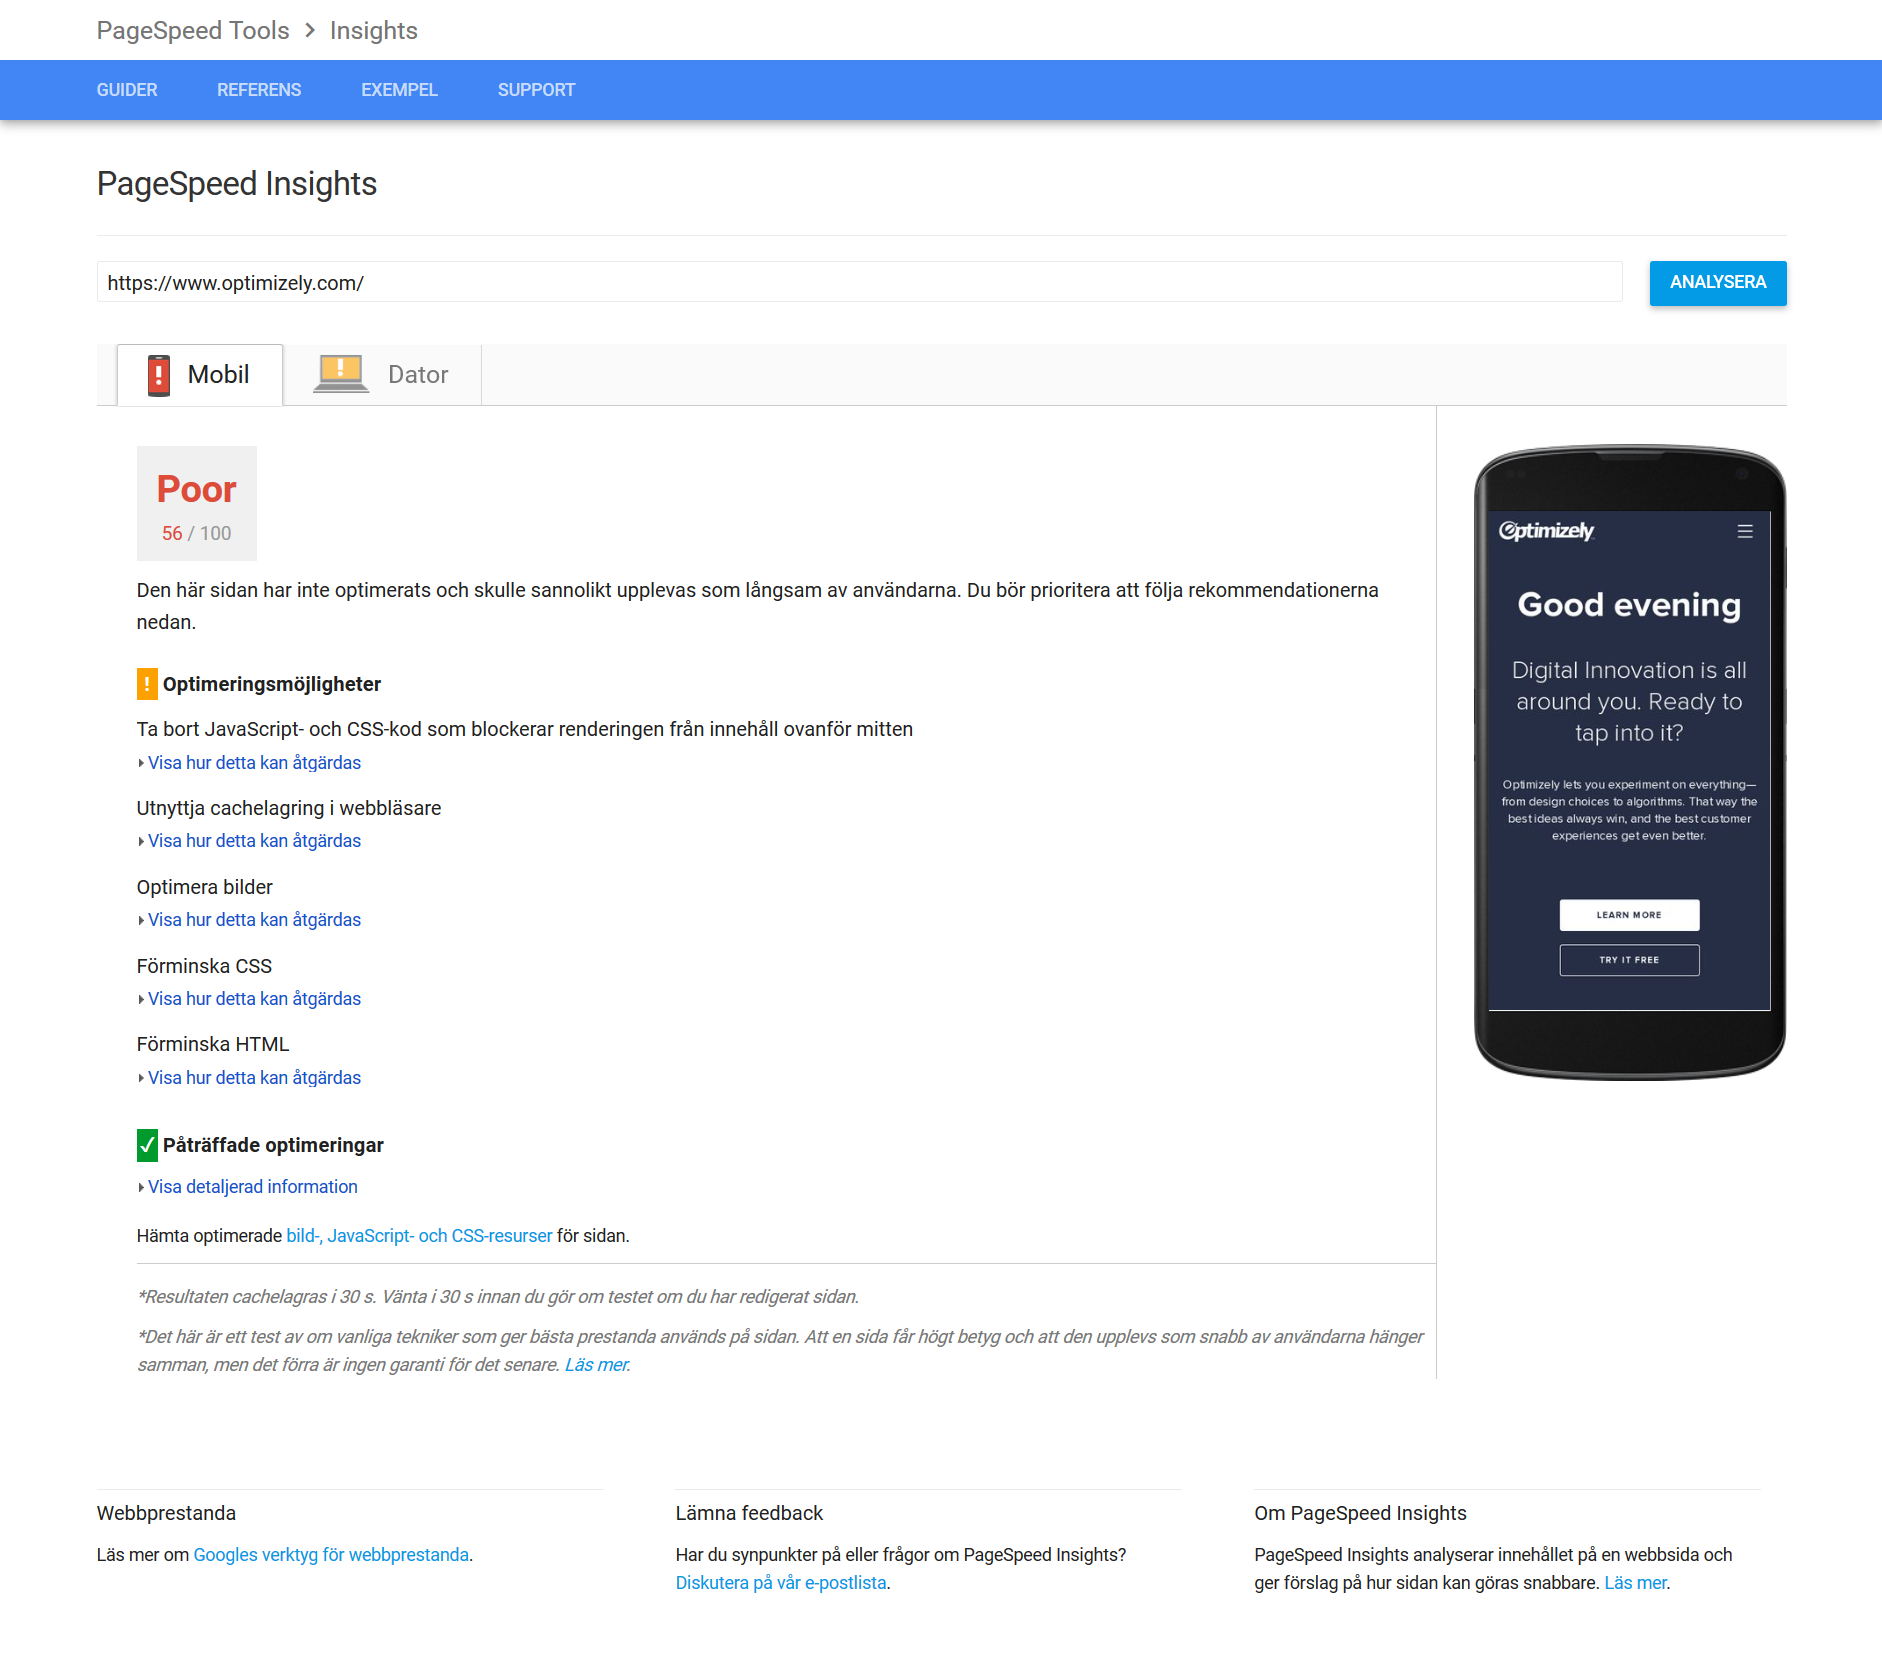 PageSpeed Tools > Insights
GUIDER REFERENS EXEMPEL SUPPORT
PageSpeed Insights
https://www.optimizely.com/
ANALYSERA
Mobil Dator
Poor
56 / 100
Den här sidan har inte optimerats och skulle sannolikt upplevas som långsam av användarna. Du bör prioritera att följa rekommendationerna
nedan.
! Optimeringsmöjligheter
Ta bort JavaScript- och CSS-kod som blockerar renderingen från innehåll ovanför mitten
Visa hur detta kan åtgärdas
Utnyttja cachelagring i webbläsare
Visa hur detta kan åtgärdas
Optimera bilder
Visa hur detta kan åtgärdas
Förminska CSS
Visa hur detta kan åtgärdas
Förminska HTML
Visa hur detta kan åtgärdas
✓ Påträffade optimeringar
Visa detaljerad information
Hämta optimerade bild-, JavaScript- och CSS-resurser för sidan.
*Resultaten cachelagras i 30 s. Vänta i 30 s innan du gör om testet om du har redigerat sidan.
*Det här är ett test av om vanliga tekniker som ger bästa prestanda används på sidan. Att en sida får högt betyg och att den upplevs som snabb av användarna hänger
samman, men det förra är ingen garanti för det senare. Läs mer.
Optimizely
Good evening
Digital Innovation is all
around you. Ready to
tap into it?
Optimizely lets you experiment on everything—
from design choices to algorithms. That way the
best ideas always win, and the best customer
experiences get even better.
LEARN MORE
TRY IT FREE
Webbprestanda
Läs mer om Googles verktyg för webbprestanda.
Lämna feedback
Har du synpunkter på eller frågor om PageSpeed Insights?
Diskutera på vår e-postlista.
Om PageSpeed Insights
PageSpeed Insights analyserar innehållet på en webbsida och
ger förslag på hur sidan kan göras snabbare. Läs mer.